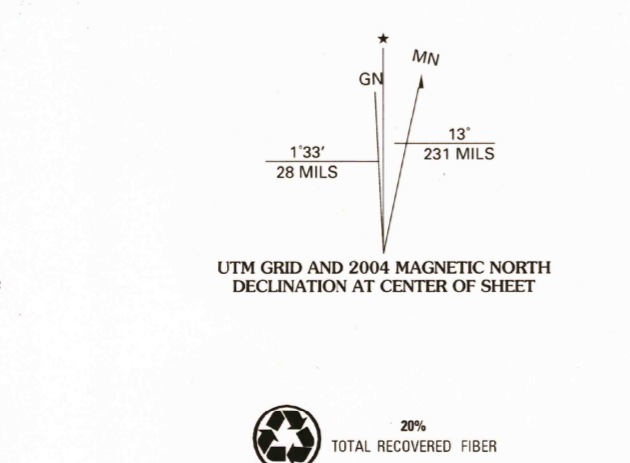 ★
MN
GN
13°
231 MILS
1°33′
28 MILS
UTM GRID AND 2004 MAGNETIC NORTH
DECLINATION AT CENTER OF SHEET
20%
TOTAL RECOVERED FIBER